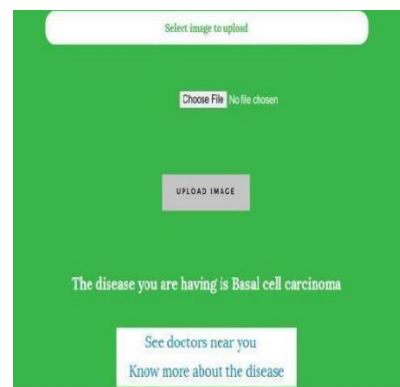 Select image to upload
Choose File No file chosen
UPLOAD IMAGE
The disease you are having is Basal cell carcinoma
See doctors near you
Know more about the disease